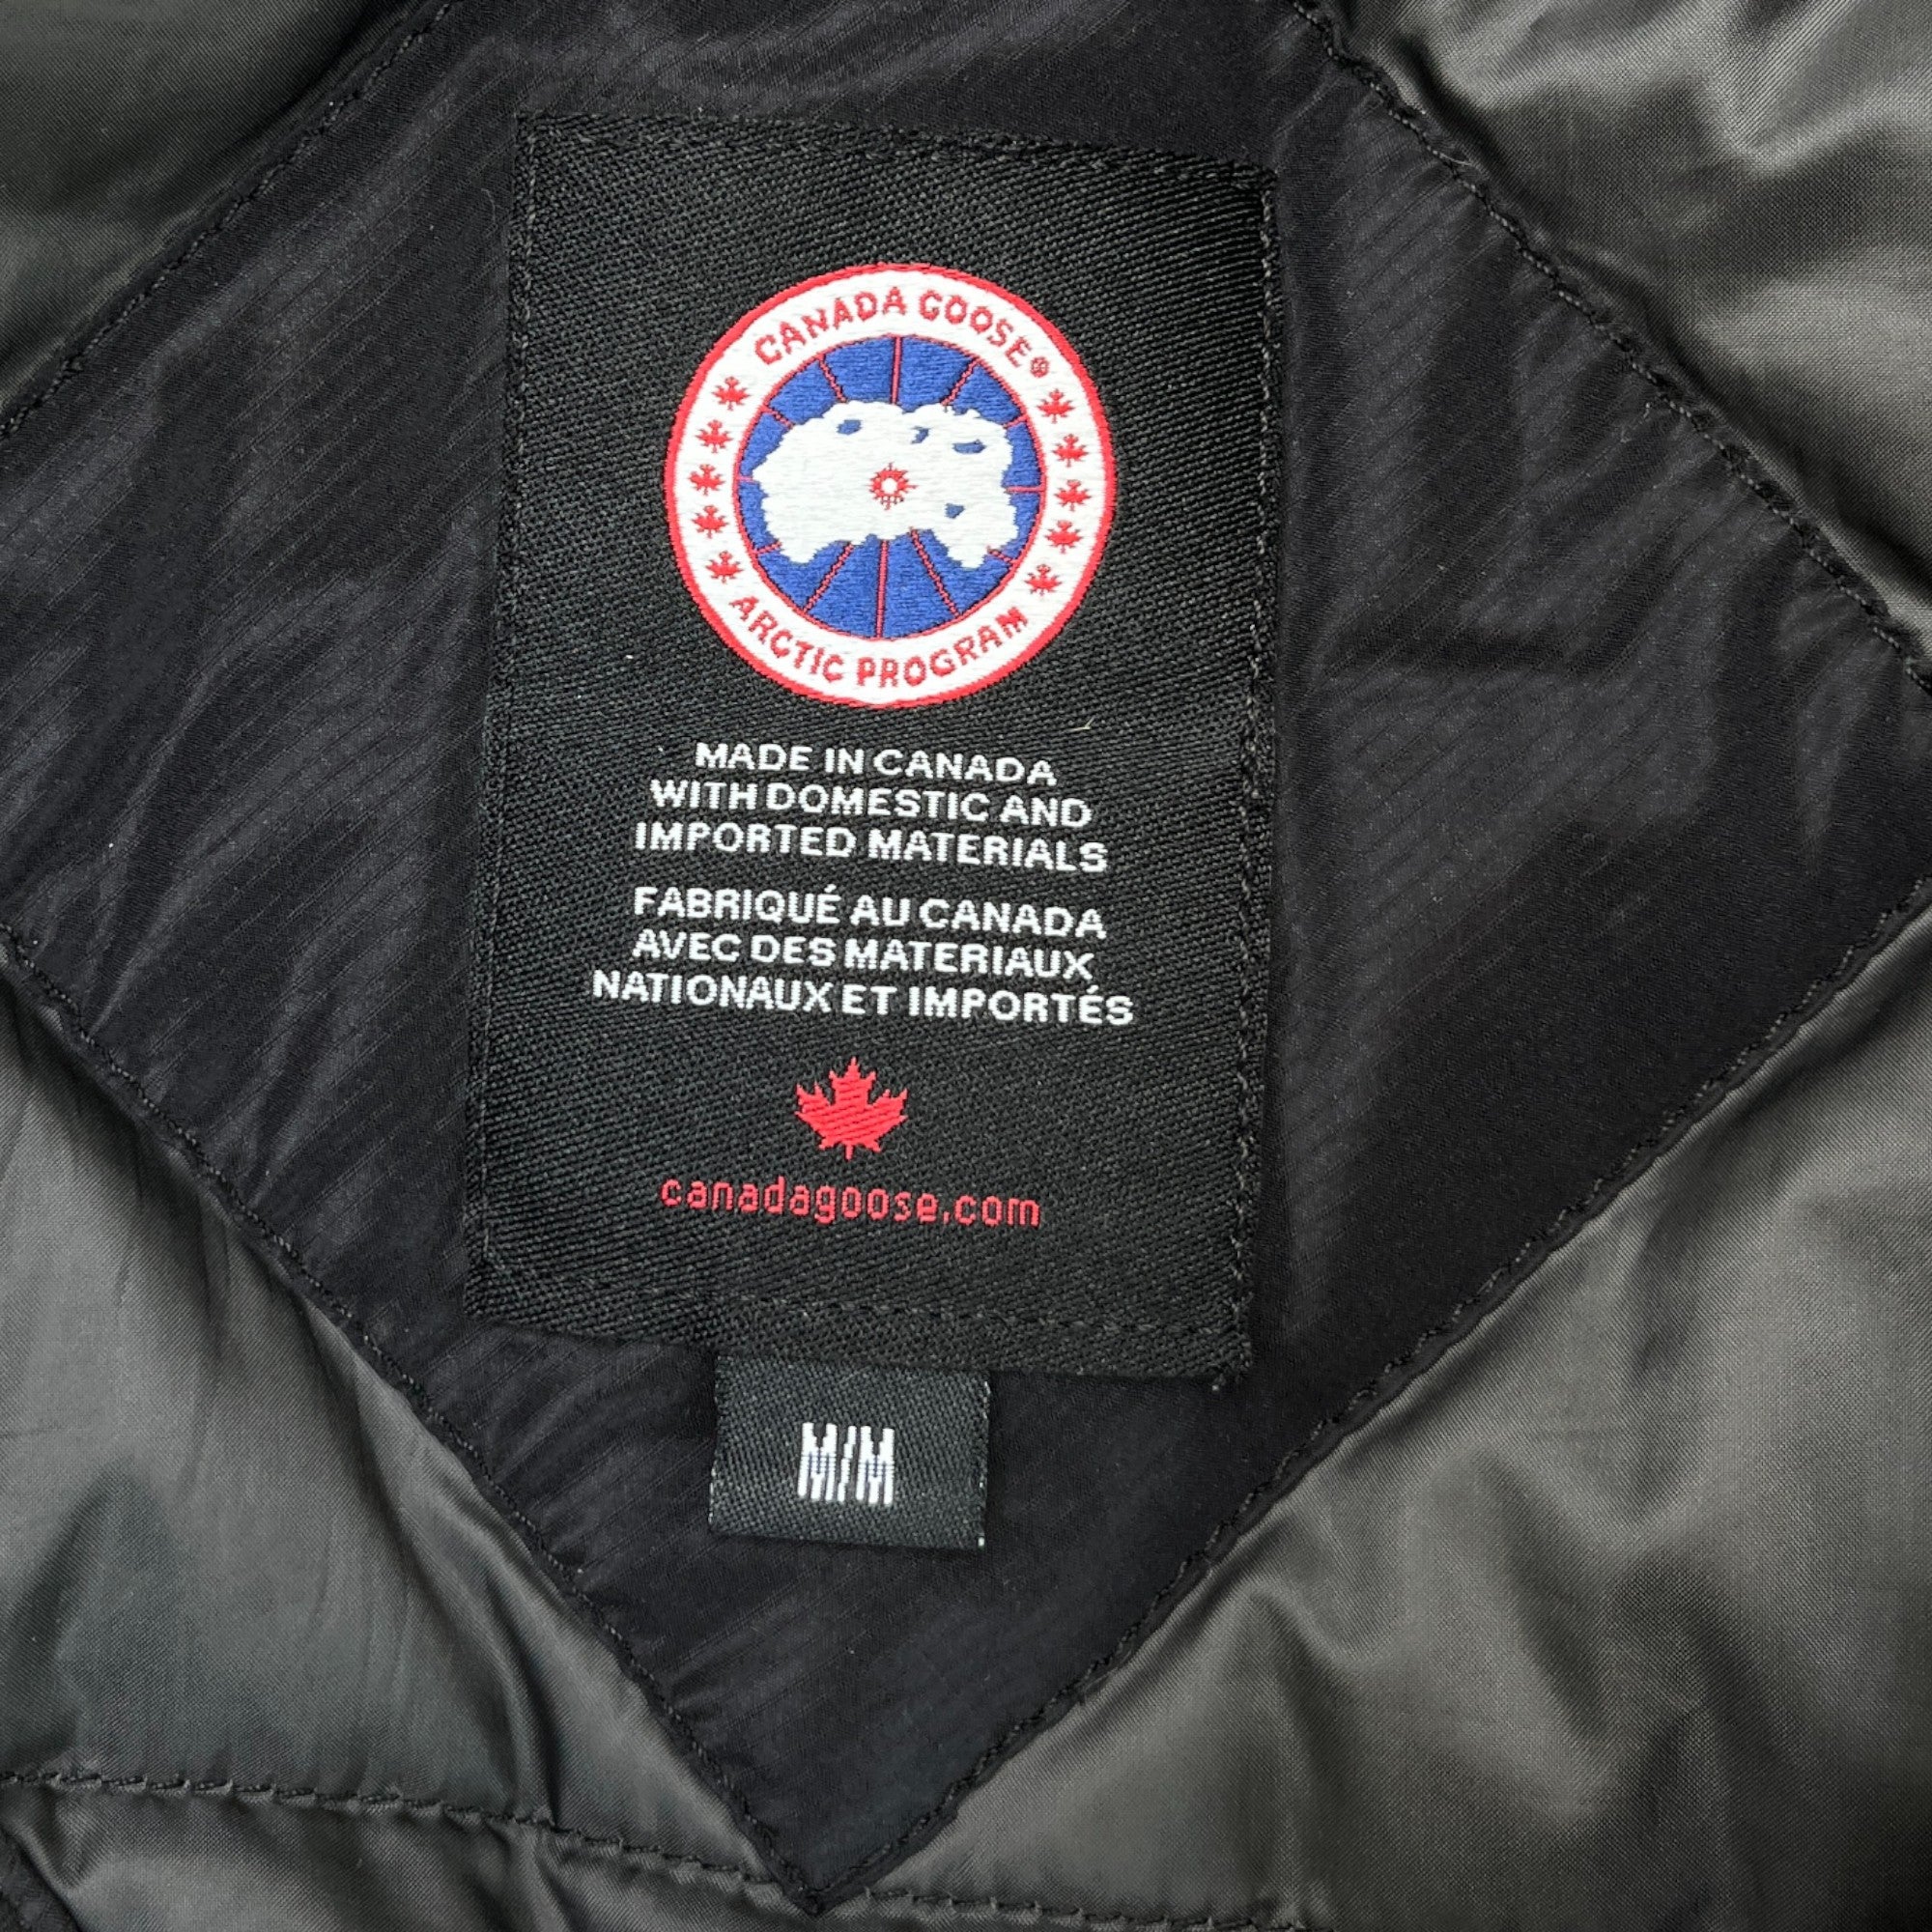 CANADA GOOSE®
ARCTIC PROGRAM
MADE IN CANADA
WITH DOMESTIC AND
IMPORTED MATERIALS
FABRIQUÉ AU CANADA
AVEC DES MATERIAUX
NATIONAUX ET IMPORTÉS
canadagoose.com
M/M